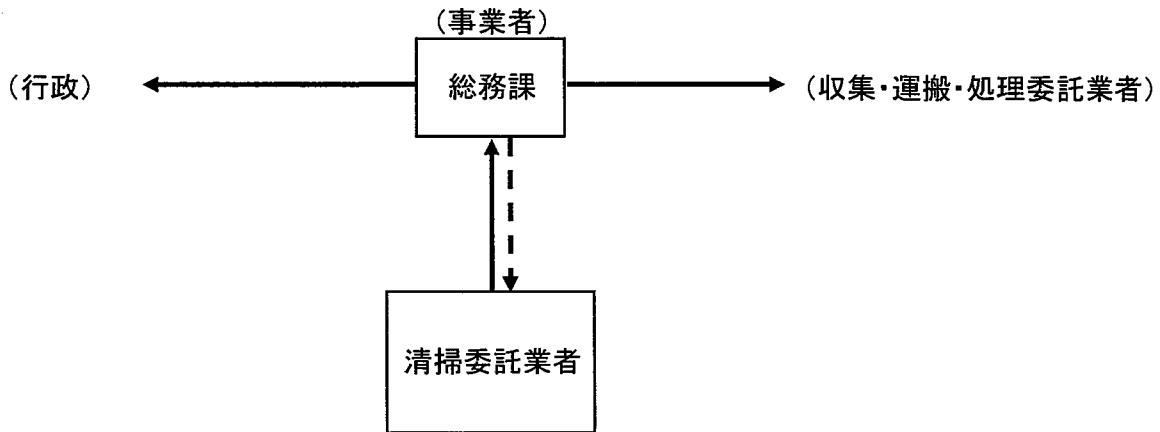 （事業者）
（行政）
総務課
（収集・運搬・処理委託業者）
清掃委託業者